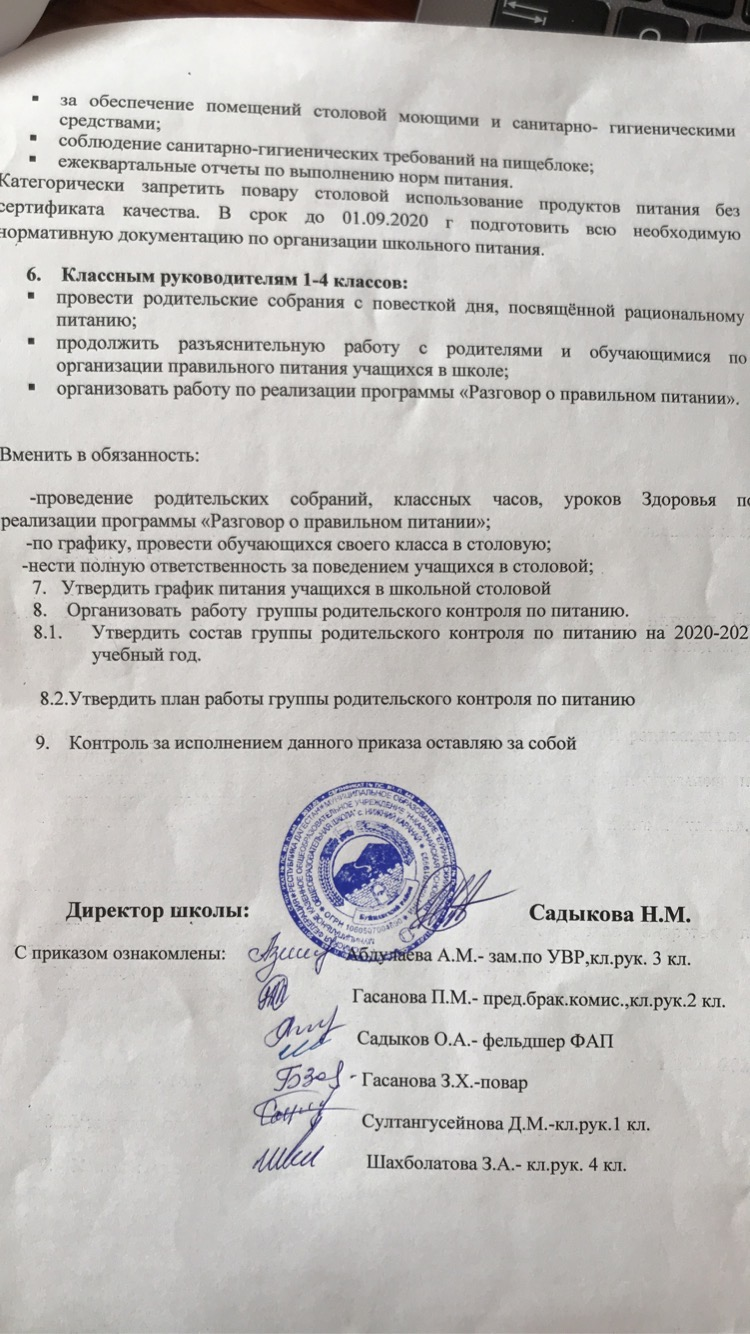 ▪ за обеспечение помещений столовой моющими и санитарно- гигиеническими
средствами;
▪ соблюдение санитарно-гигиенических требований на пищеблоке;
▪ ежеквартальные отчеты по выполнению норм питания.
Категорически запретить повару столовой использование продуктов питания без
сертификата качества. В срок до 01.09.2020 г подготовить всю необходимую
нормативную документацию по организации школьного питания.
6. Классным руководителям 1-4 классов:
▪ провести родительские собрания с повесткой дня, посвящённой рациональному
питанию;
▪ продолжить разъяснительную работу с родителями и обучающимися по
организации правильного питания учащихся в школе;
▪ организовать работу по реализации программы «Разговор о правильном питании».
Вменить в обязанность:
-проведение родительских собраний, классных часов, уроков Здоровья по
реализации программы «Разговор о правильном питании»;
-по графику, провести обучающихся своего класса в столовую;
-нести полную ответственность за поведением учащихся в столовой;
7. Утвердить график питания учащихся в школьной столовой
8. Организовать работу группы родительского контроля по питанию.
8.1. Утвердить состав группы родительского контроля по питанию на 2020-202
учебный год.
8.2.Утвердить план работы группы родительского контроля по питанию
9. Контроль за исполнением данного приказа оставляю за собой
Директор школы: Садыкова Н.М.
С приказом ознакомлены: Абдулаева А.М.- зам.по УВР,кл.рук. 3 кл.
Гасанова П.М.- пред.брак.комис.,кл.рук.2 кл.
Садыков О.А.- фельдшер ФАП
Гасанова З.Х.-повар
Султангусейнова Д.М.-кл.рук.1 кл.
Шахболатова З.А.- кл.рук. 4 кл.